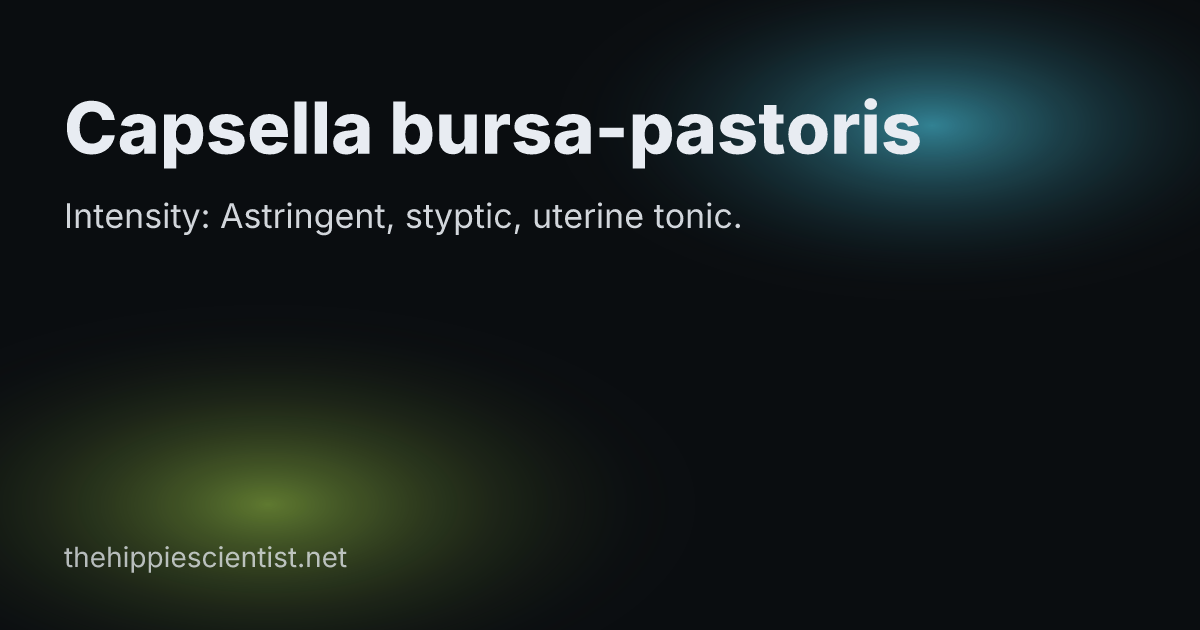 Capsella bursa-pastoris
Intensity: Astringent, styptic, uterine tonic.
thehippiescientist.net